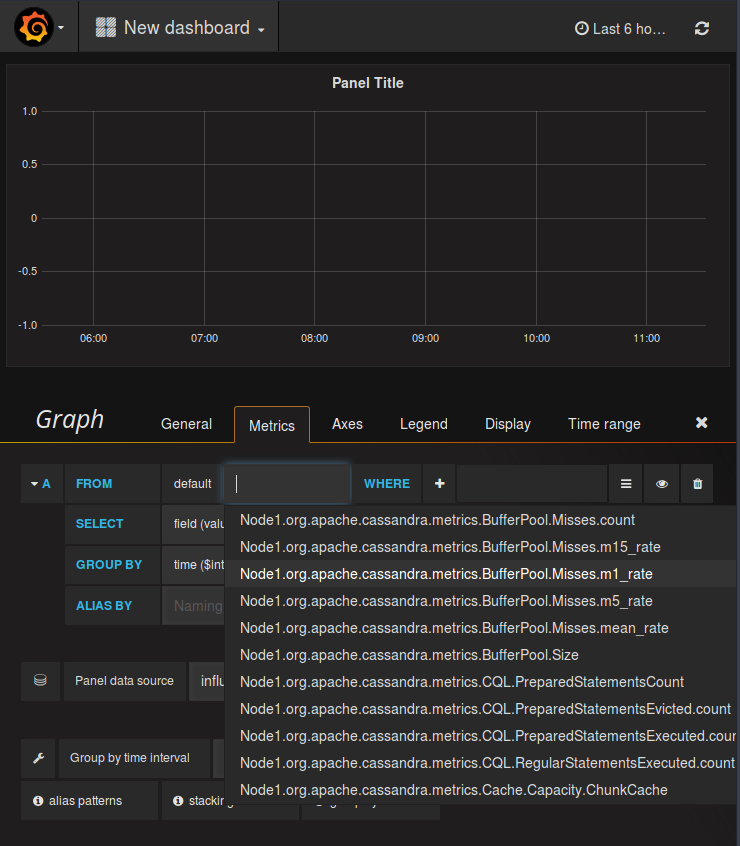 New dashboard
Last 6 ho...
Panel Title
1.0
0.5
0
-0.5
-1.0
06:00 07:00 08:00 09:00 10:00 11:00
Graph General Metrics Axes Legend Display Time range
A FROM default WHERE
SELECT field (valu
GROUP BY time ($int
ALIAS BY Naming
Node1.org.apache.cassandra.metrics.BufferPool.Misses.count
Node1.org.apache.cassandra.metrics.BufferPool.Misses.m15_rate
Node1.org.apache.cassandra.metrics.BufferPool.Misses.m1_rate
Node1.org.apache.cassandra.metrics.BufferPool.Misses.m5_rate
Node1.org.apache.cassandra.metrics.BufferPool.Misses.mean_rate
Node1.org.apache.cassandra.metrics.BufferPool.Size
Node1.org.apache.cassandra.metrics.CQL.PreparedStatementsCount
Node1.org.apache.cassandra.metrics.CQL.PreparedStatementsEvicted.count
Node1.org.apache.cassandra.metrics.CQL.PreparedStatementsExecuted.cour
Node1.org.apache.cassandra.metrics.CQL.RegularStatementsExecuted.count
Node1.org.apache.cassandra.metrics.Cache.Capacity.ChunkCache
Panel data source influ
Group by time interval
alias patterns stacking